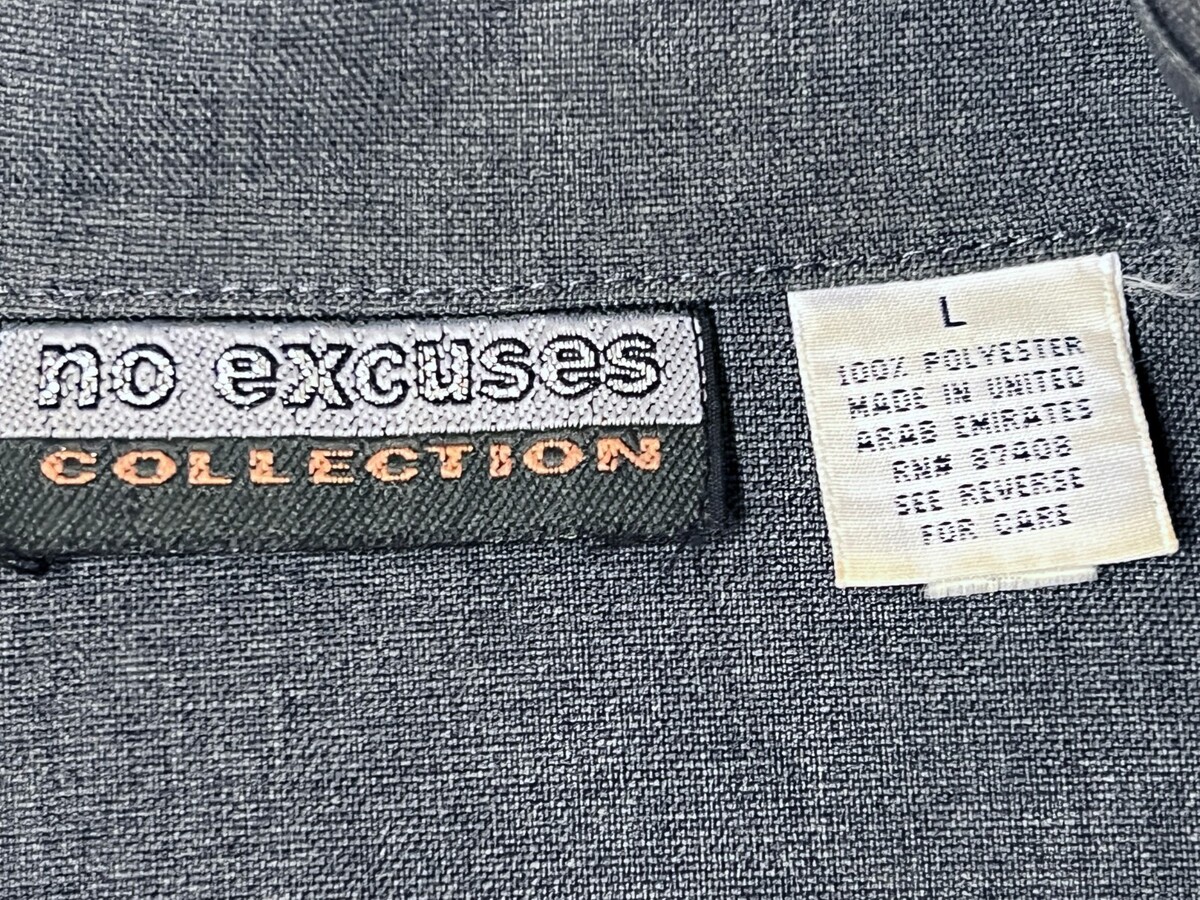 no excuses
COLLECTION
L
100% POLYESTER
MADE IN UNITED
ARAB EMIRATES
RN# 87408
SEE REVERSE
FOR CARE